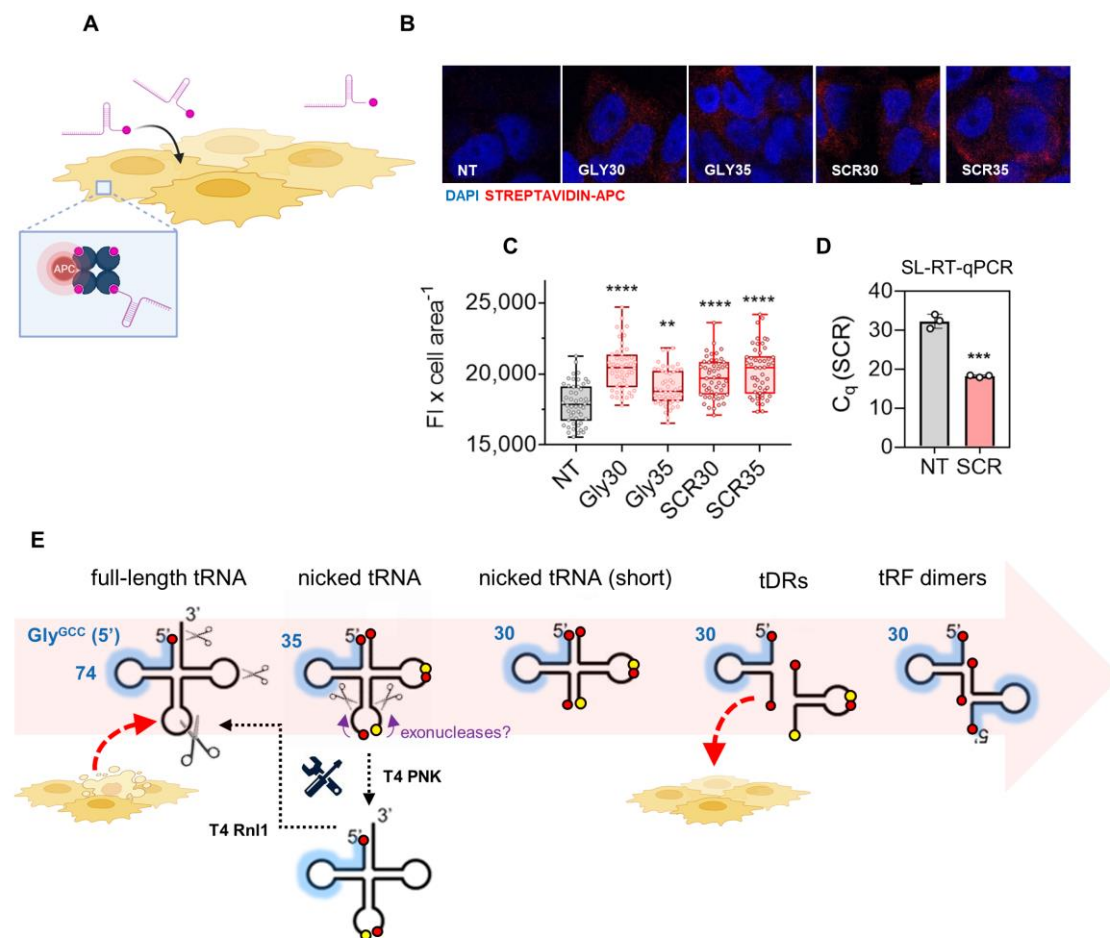 A
APC
B
NT
GLY30
GLY35
SCR30
SCR35
E
DAPI STREPTAVIDIN-APC
C
FI x cell area⁻¹
25,000
20,000
15,000
****
**
****
****
NT
Gly30
Gly35
SCR30
SCR35
D
SL-RT-qPCR
Cq (SCR)
40
30
20
10
0
***
NT
SCR
E
full-length tRNA
nicked tRNA
nicked tRNA (short)
tDRs
tRF dimers
Gly^GCC (5')
5'
3'
74
35
5'
exonucleases?
30
5'
30
5'
30
5'
5'
T4 PNK
T4 Rnl1
5'
3'